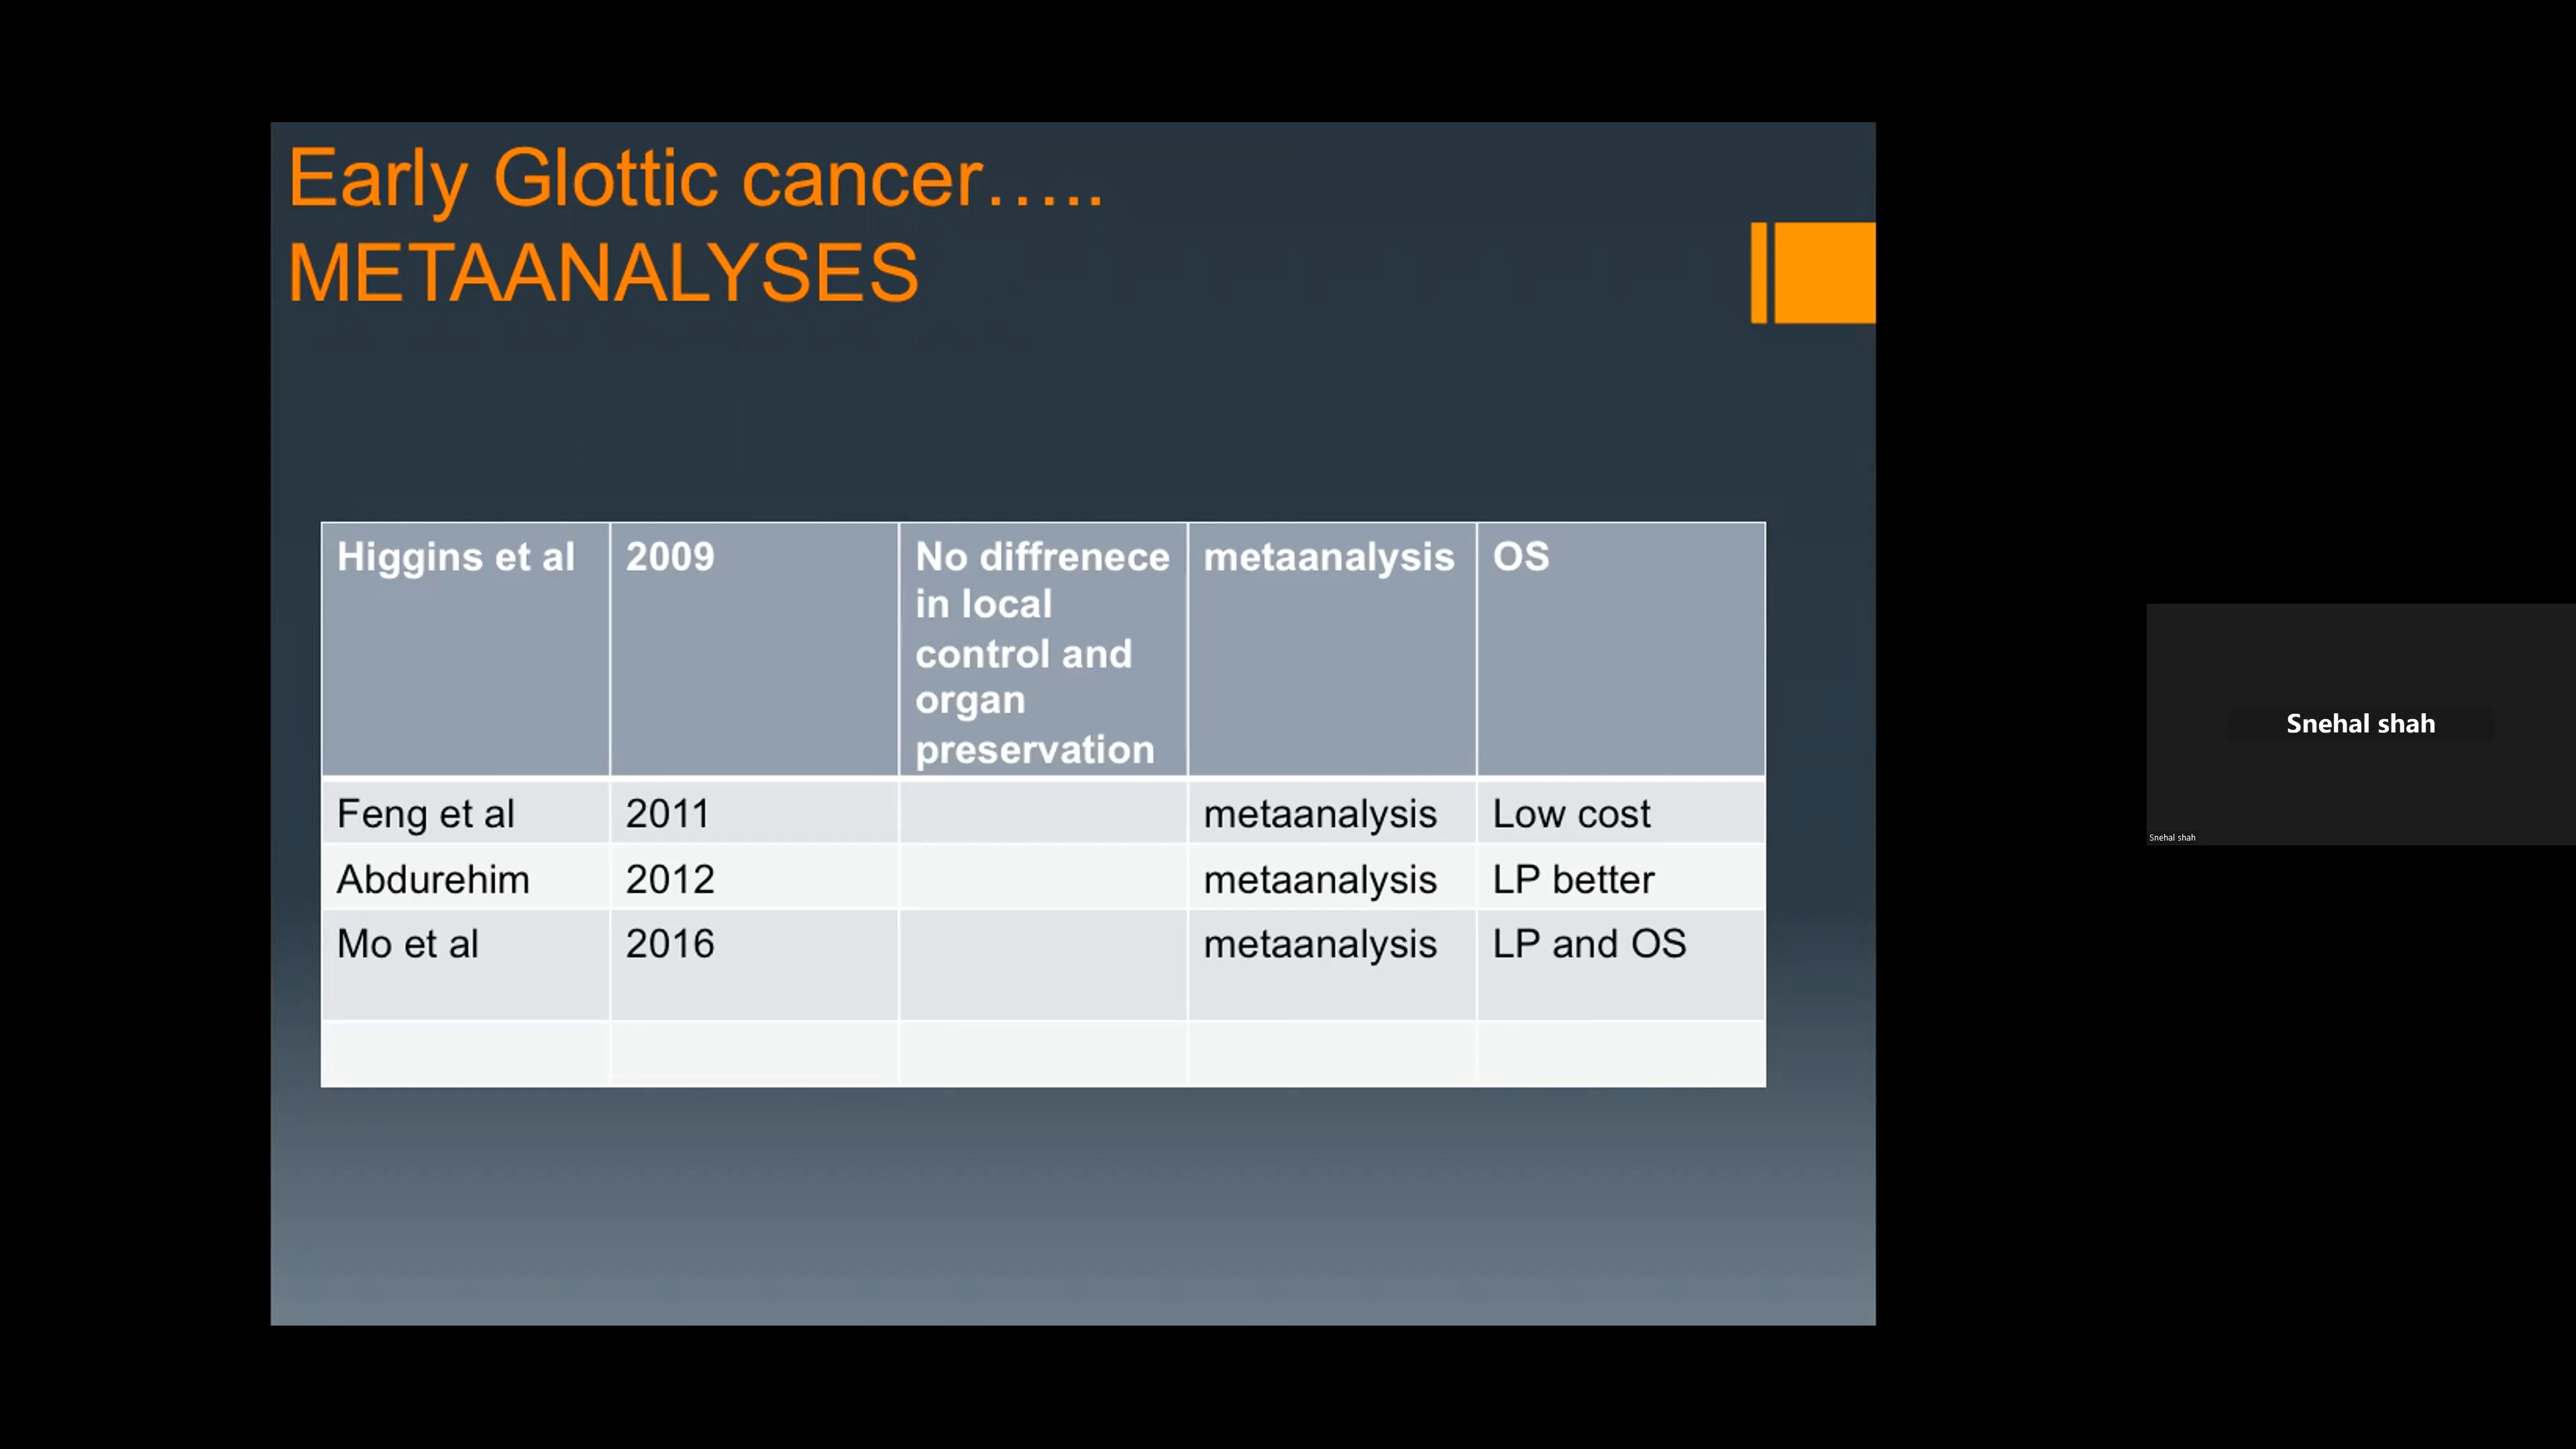 Early Glottic cancer.....
METAANALYSES
Higgins et al 2009 No diffrenece metaanalysis OS
in local
control and
organ
preservation
Feng et al 2011 metaanalysis Low cost
Abdurehim 2012 metaanalysis LP better
Mo et al 2016 metaanalysis LP and OS
Snehal shah
Snehal shah